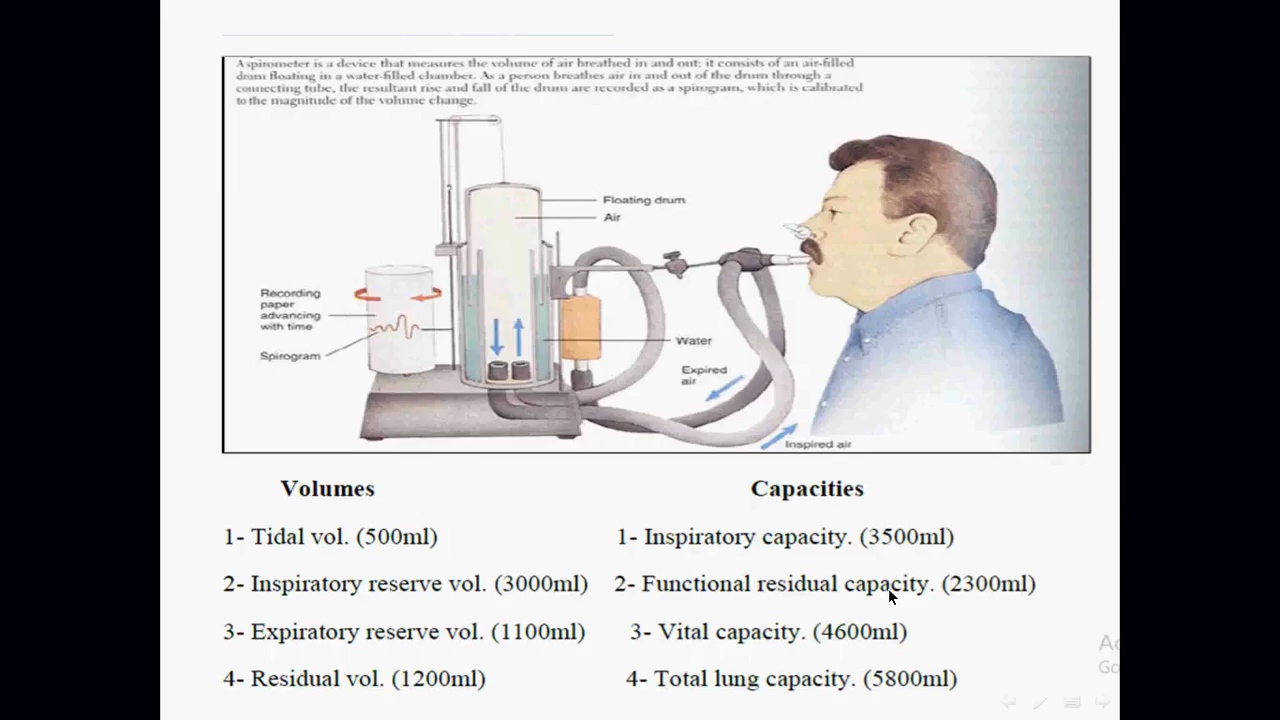 A spirometer is a device that measures the volume of air breathed in and out; it consists of an air-filled
drum floating in a water-filled chamber. As a person breathes air in and out of the drum through a
connecting tube, the resultant rise and fall of the drum are recorded as a spirogram, which is calibrated
to the magnitude of the volume change.
Floating drum
Air
Recording
paper
advancing
with time
Spirogram
Water
Expired
air
Inspired air
Volumes
1- Tidal vol. (500ml)
2- Inspiratory reserve vol. (3000ml)
3- Expiratory reserve vol. (1100ml)
4- Residual vol. (1200ml)
Capacities
1- Inspiratory capacity. (3500ml)
2- Functional residual capacity. (2300ml)
3- Vital capacity. (4600ml)
4- Total lung capacity. (5800ml)